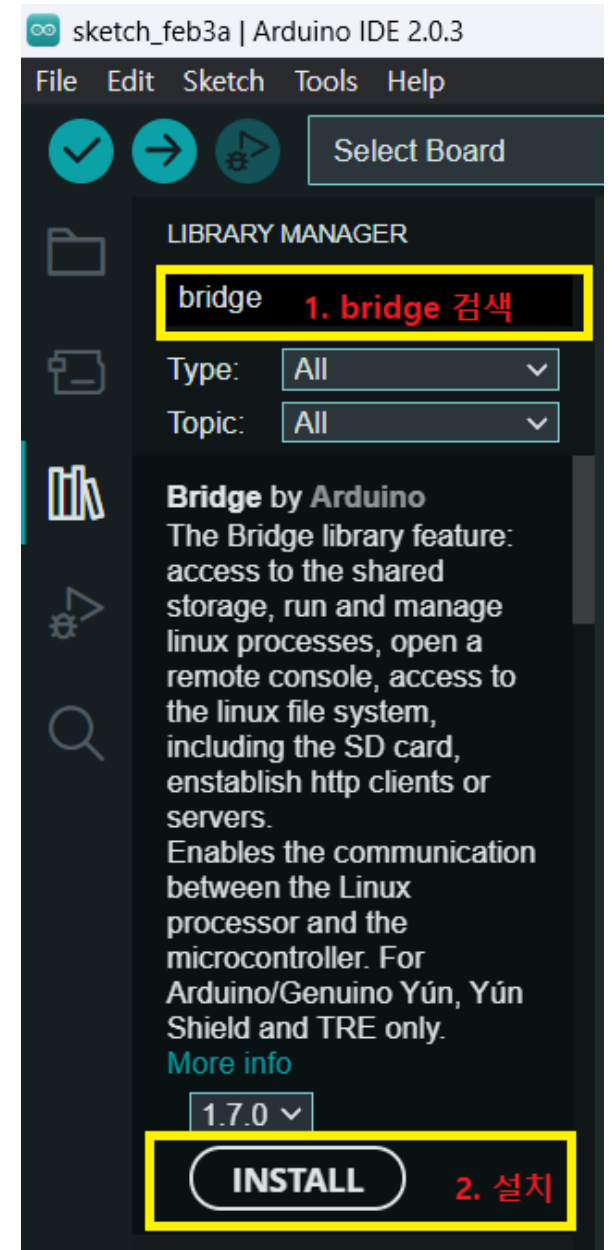 sketch_feb3a | Arduino IDE 2.0.3
File Edit Sketch Tools Help
Select Board
LIBRARY MANAGER
bridge 1. bridge 검색
Type: All
Topic: All
Bridge by Arduino
The Bridge library feature:
access to the shared
storage, run and manage
linux processes, open a
remote console, access to
the linux file system,
including the SD card,
enstablish http clients or
servers.
Enables the communication
between the Linux
processor and the
microcontroller. For
Arduino/Genuino Yún, Yún
Shield and TRE only.
More info
1.7.0
INSTALL 2. 설치